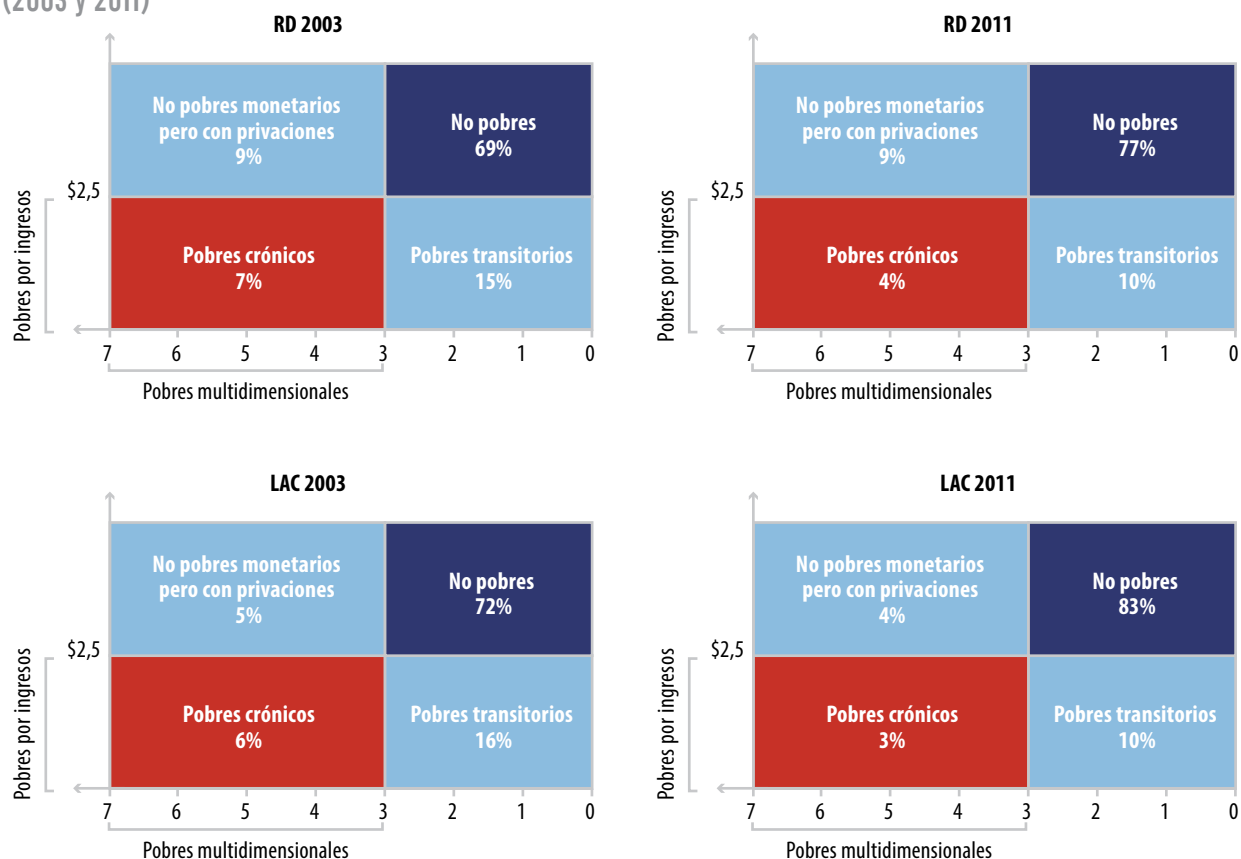 (2003 y 2011)
RD 2003
No pobres monetarios
pero con privaciones
9%
No pobres
69%
$2,5
Pobres por ingresos
Pobres crónicos
7%
Pobres transitorios
15%
7 6 5 4 3 2 1 0
Pobres multidimensionales
RD 2011
No pobres monetarios
pero con privaciones
9%
No pobres
77%
$2,5
Pobres por ingresos
Pobres crónicos
4%
Pobres transitorios
10%
7 6 5 4 3 2 1 0
Pobres multidimensionales
LAC 2003
No pobres monetarios
pero con privaciones
5%
No pobres
72%
$2,5
Pobres por ingresos
Pobres crónicos
6%
Pobres transitorios
16%
7 6 5 4 3 2 1 0
Pobres multidimensionales
LAC 2011
No pobres monetarios
pero con privaciones
4%
No pobres
83%
$2,5
Pobres por ingresos
Pobres crónicos
3%
Pobres transitorios
10%
7 6 5 4 3 2 1 0
Pobres multidimensionales